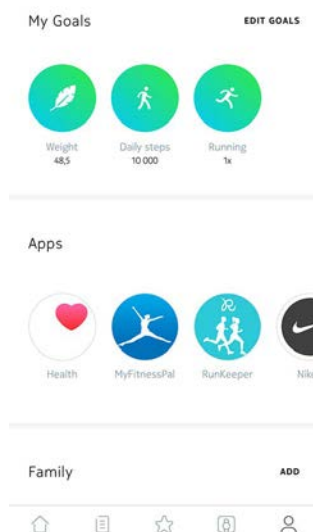 My Goals EDIT GOALS
Weight Daily steps Running
48,5 10 000 1x
Apps
Health MyFitnessPal RunKeeper Nike
Family ADD